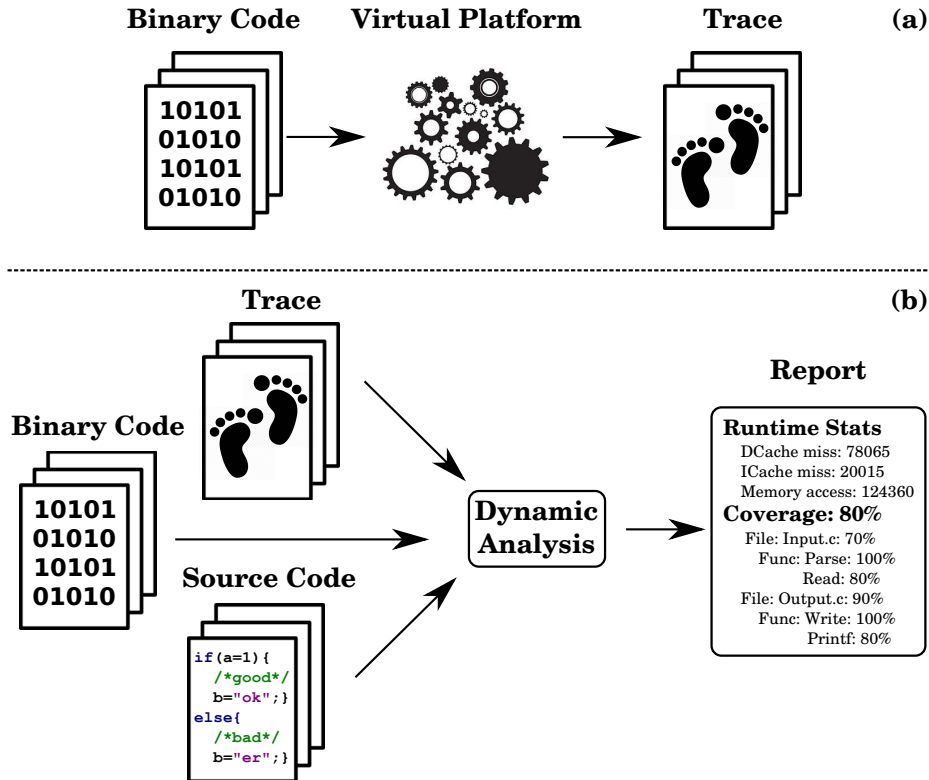 Binary Code
Virtual Platform
Trace
(a)
10101
01010
10101
01010
(b)
Trace
Binary Code
10101
01010
10101
01010
Source Code
if(a=1){
/*good*/
b="ok";}
else{
/*bad*/
b="er";}
Dynamic
Analysis
Report
Runtime Stats
DCache miss: 78065
ICache miss: 20015
Memory access: 124360
Coverage: 80%
File: Input.c: 70%
Func: Parse: 100%
Read: 80%
File: Output.c: 90%
Func: Write: 100%
Printf: 80%